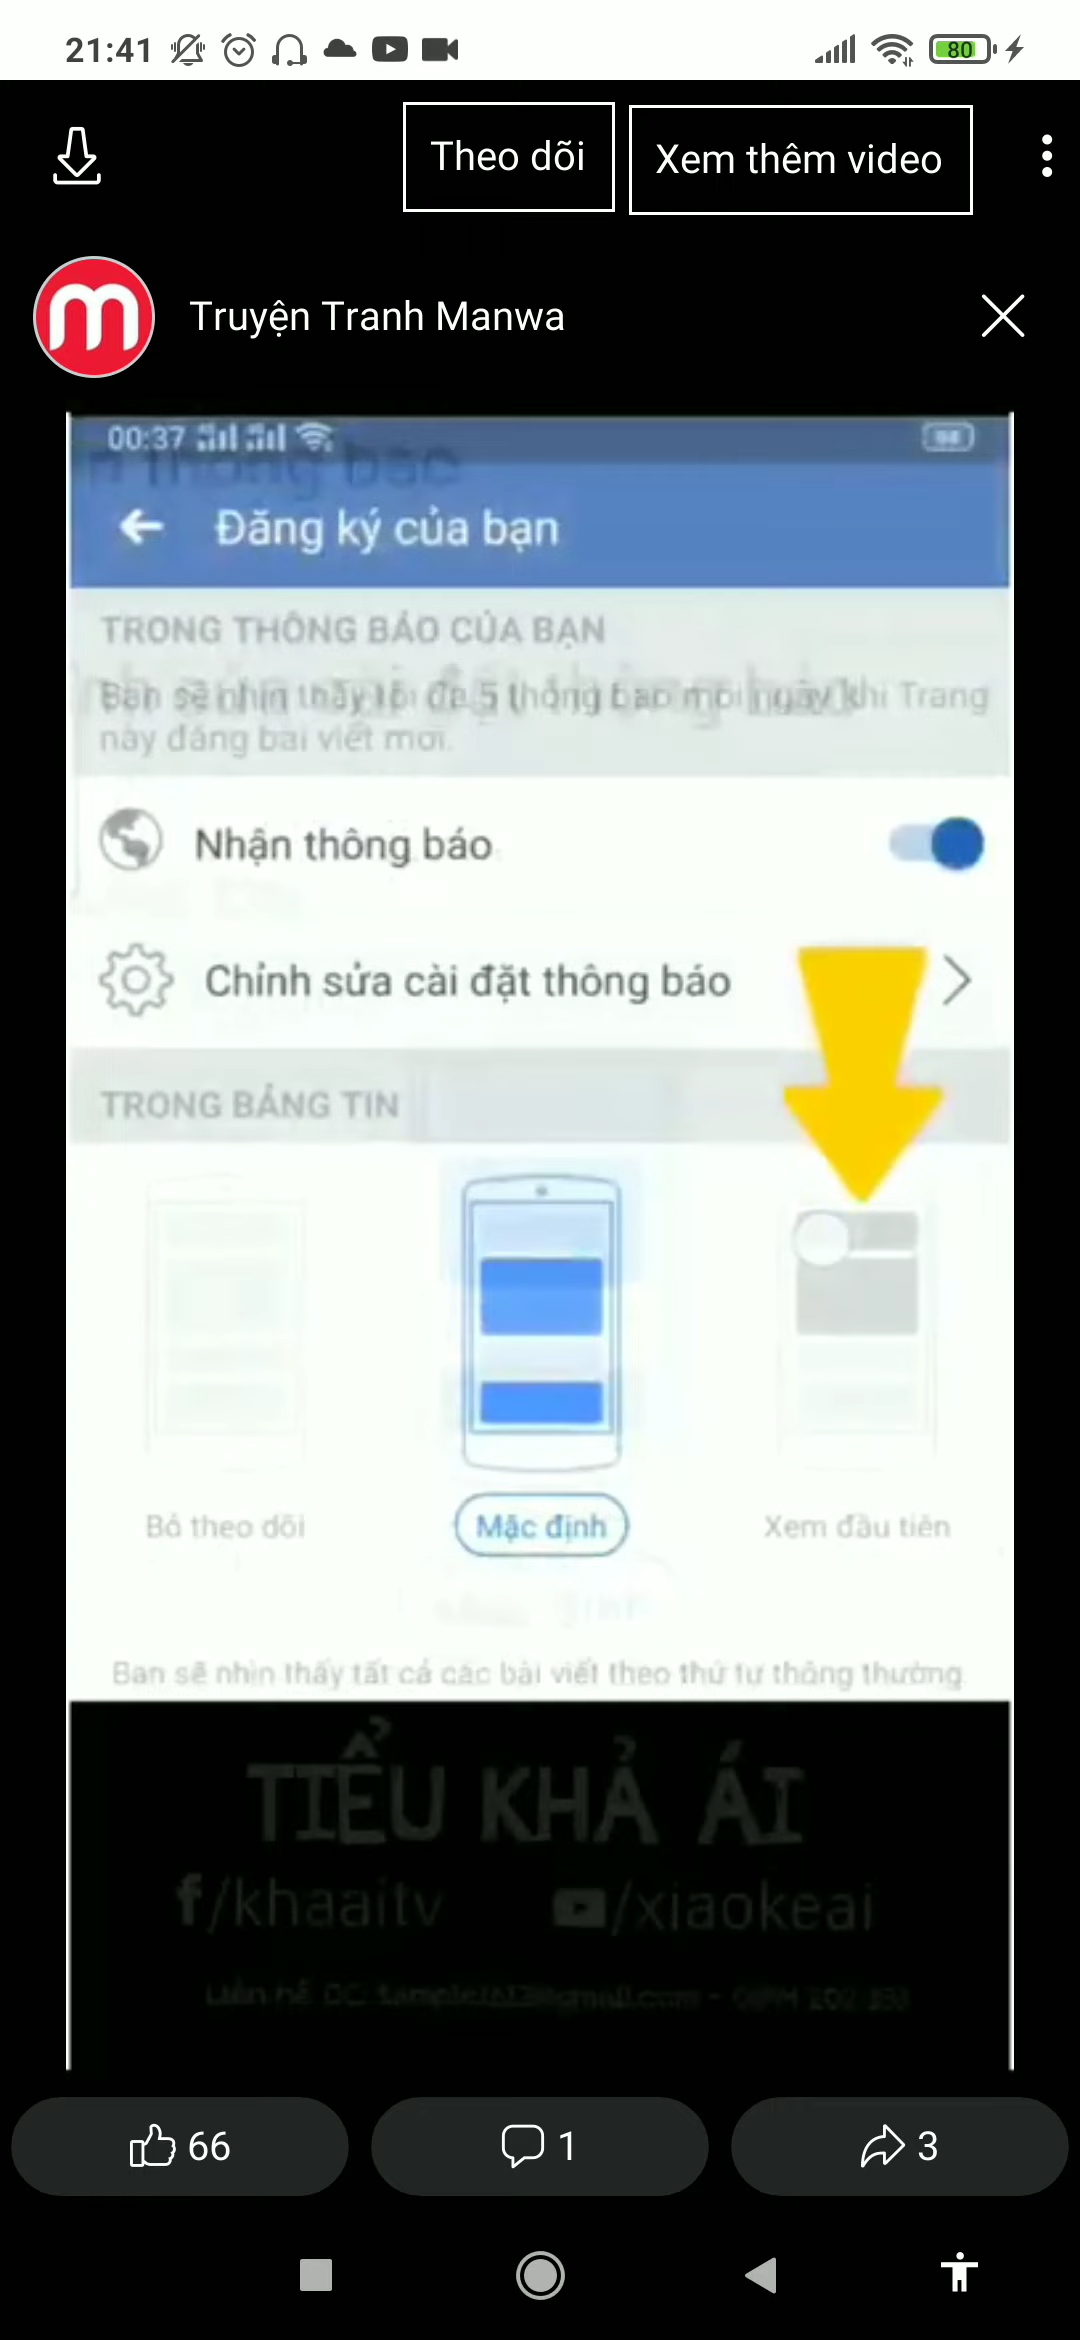 21:41
80
Theo dõi
Xem thêm video
Truyện Tranh Manwa
00:37
Đăng ký của bạn
TRONG THÔNG BÁO CỦA BẠN
Bạn sẽ nhìn thấy tối đa 5 thông báo mỗi ngày khi Trang
này đăng bài viết mới.
Nhận thông báo
Chỉnh sửa cài đặt thông báo
TRONG BẢNG TIN
Bỏ theo dõi
Mặc định
Xem đầu tiên
Bạn sẽ nhìn thấy tất cả các bài viết theo thứ tự thông thường
TIỂU KHẢ ÁI
f/khaaitv
/xiaokeai
Liên hệ
66
1
3